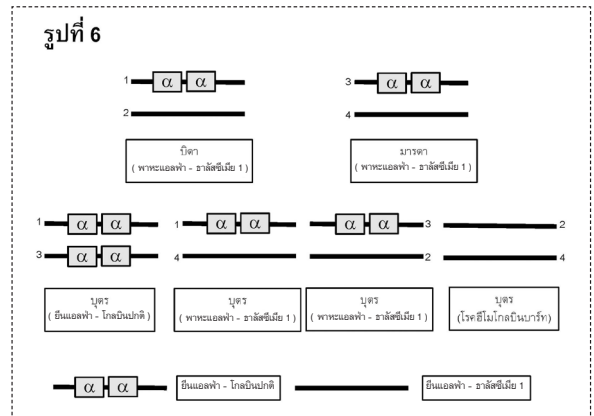 รูปที่ 6
1 α α
3 α α
2
4
บิดา
( พาหะแอลฟ่า - ธาลัสซีเมีย 1 )
มารดา
( พาหะแอลฟ่า - ธาลัสซีเมีย 1 )
1 α α
1 α α
α α 3
2
3 α α
4
2
4
บุตร
( ยีนแอลฟ่า - โกลบินปกติ )
บุตร
( พาหะแอลฟ่า - ธาลัสซีเมีย 1 )
บุตร
( พาหะแอลฟ่า - ธาลัสซีเมีย 1 )
บุตร
(โรคฮีโมโกลบินบาร์ท)
α α
ยีนแอลฟ่า - โกลบินปกติ
ยีนแอลฟ่า - ธาลัสซีเมีย 1